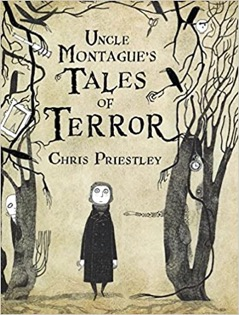 UNCLE
MONTAGUE'S
TALES
OF
TERROR
CHRIS PRIESTLEY